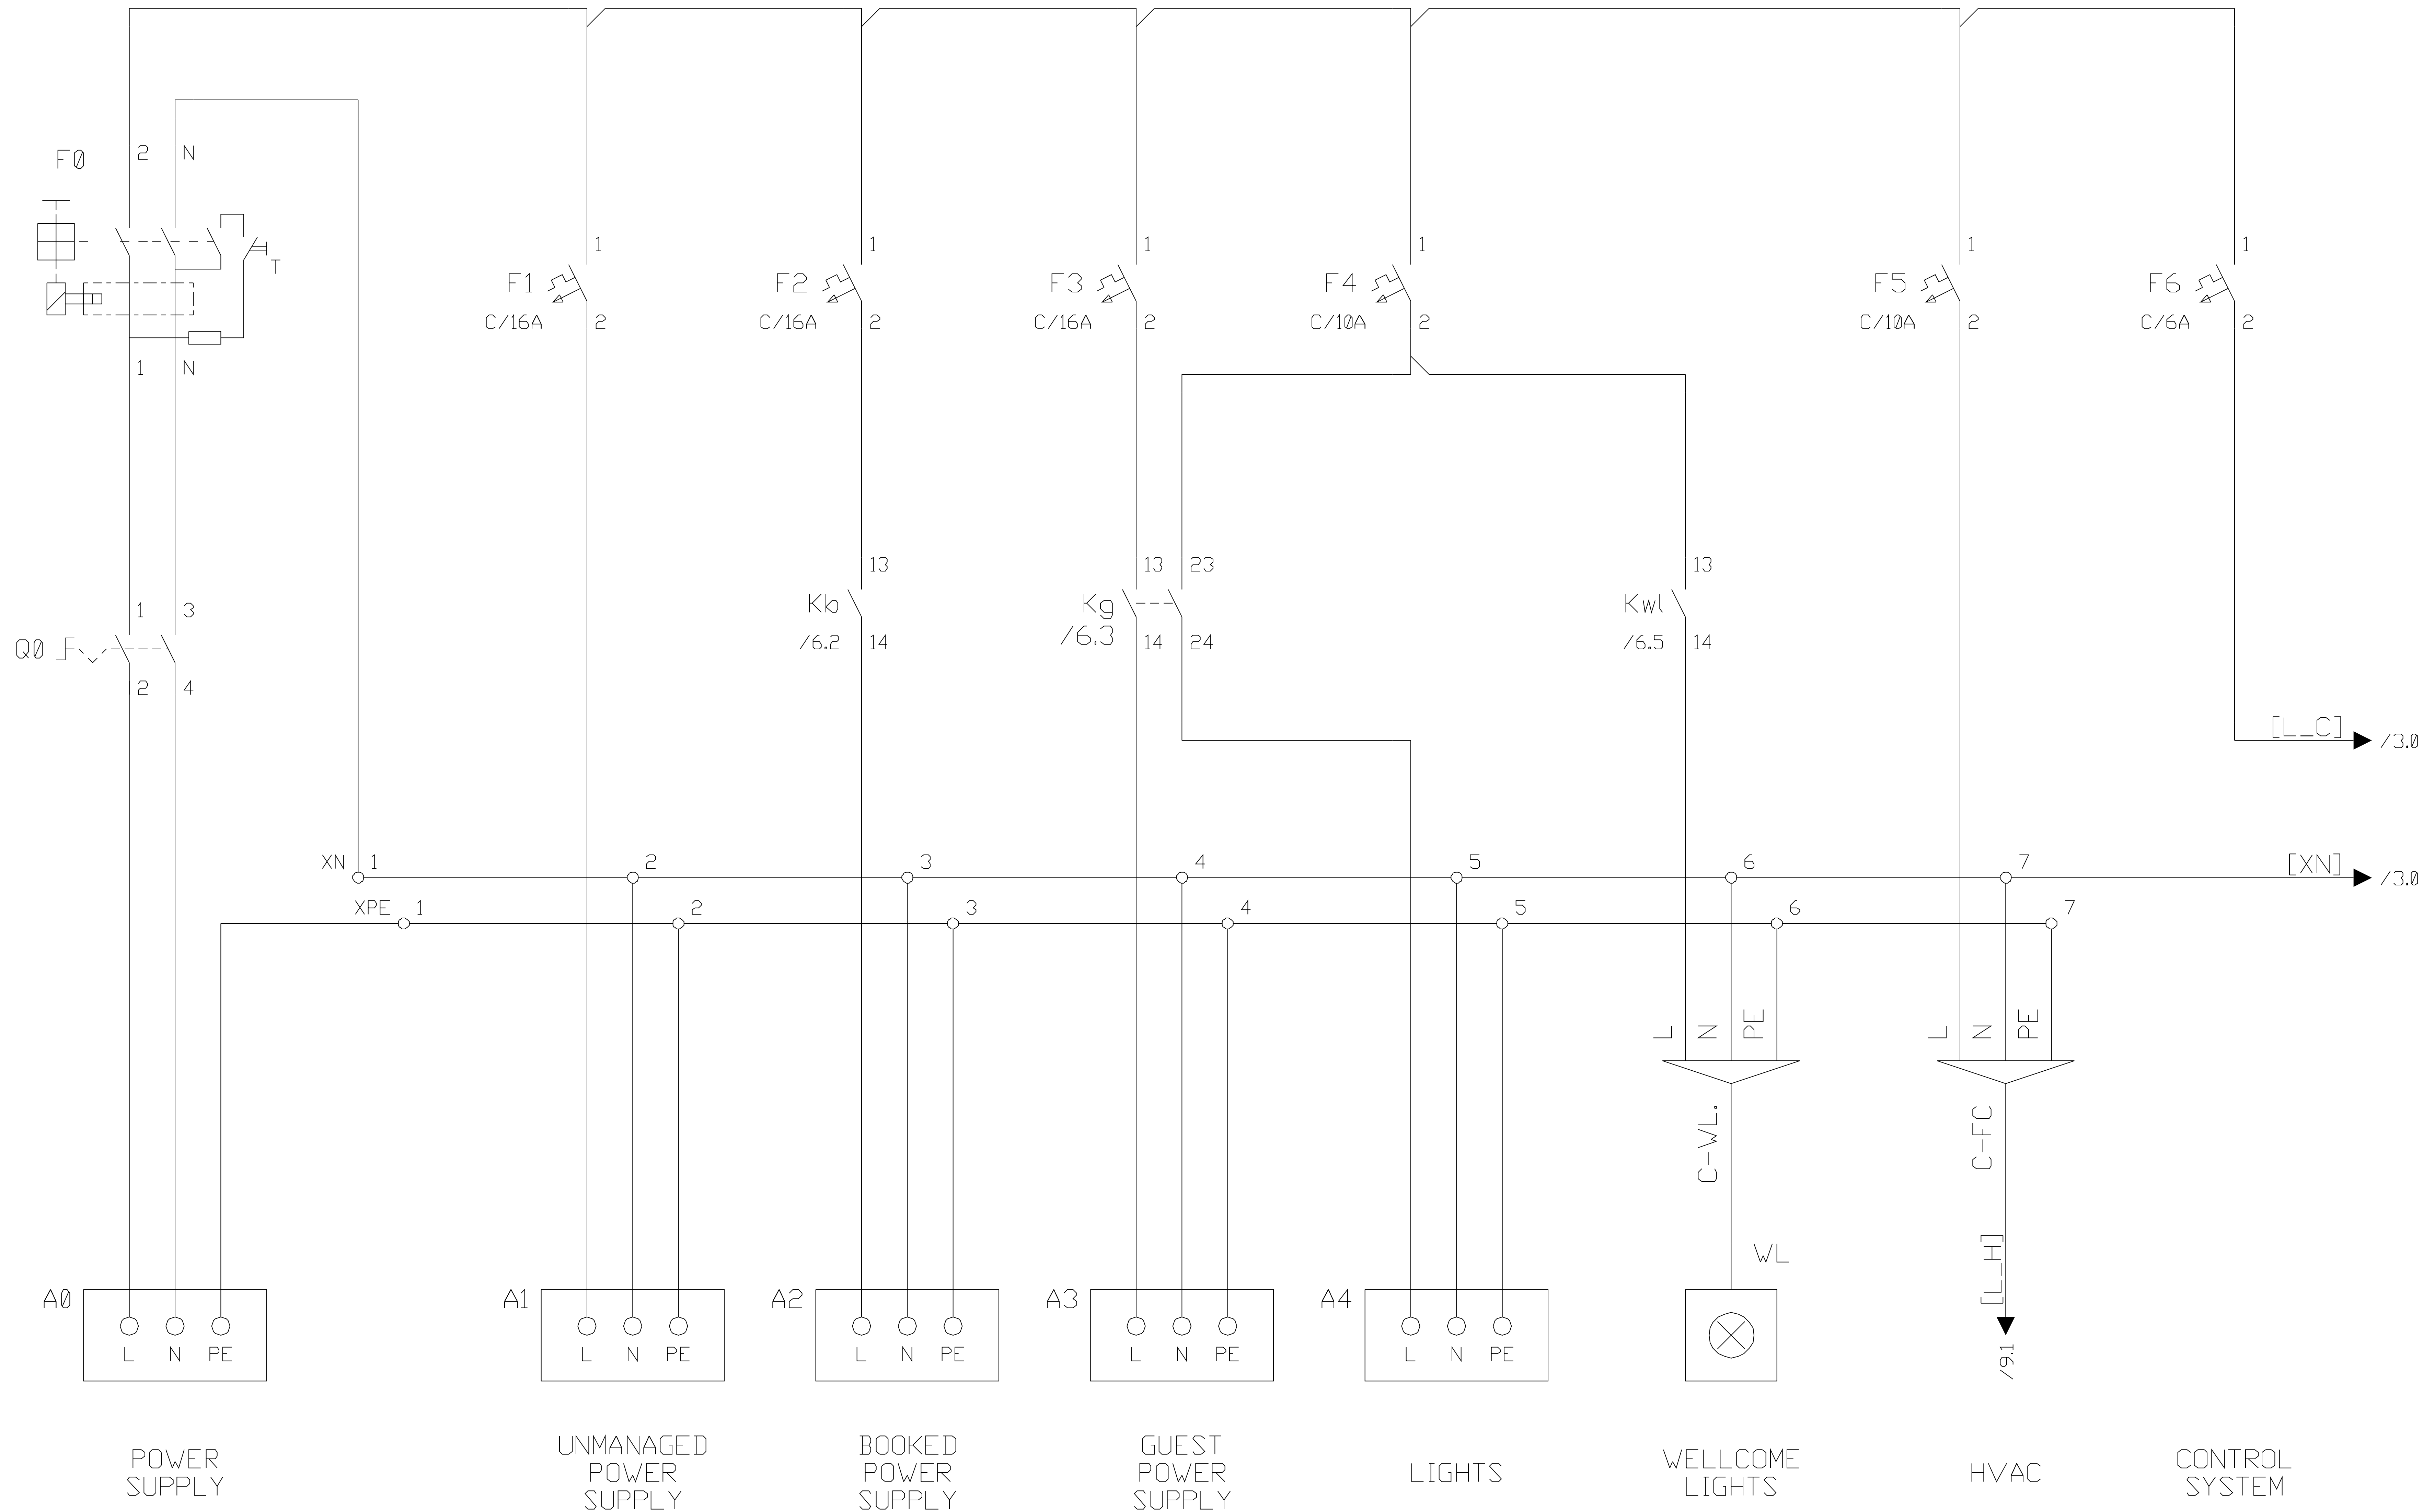 2 N
F0
T
1 N
1 1 1 1 1 1
F1 F2 F3 F4 F5 F6
C/16A C/16A C/16A C/10A C/10A C/6A
2 2 2 2 2 2
13 13 23 13
Kb Kg Kwl
/6.2 /6.3 /6.5
14 14 24 14
1 3
Q0
2 4
[L_C] /3.0
XN 1 2 3 4 5 6 7 [XN] /3.0
XPE 1 2 3 4 5 6 7
L N PE L N PE
C-WL. C-FC
WL [L_H]
A0 A1 A2 A3 A4
L N PE L N PE L N PE L N PE L N PE /9.1
POWER
SUPPLY
UNMANAGED
POWER
SUPPLY
BOOKED
POWER
SUPPLY
GUEST
POWER
SUPPLY
LIGHTS
WELLCOME
LIGHTS
HVAC
CONTROL
SYSTEM